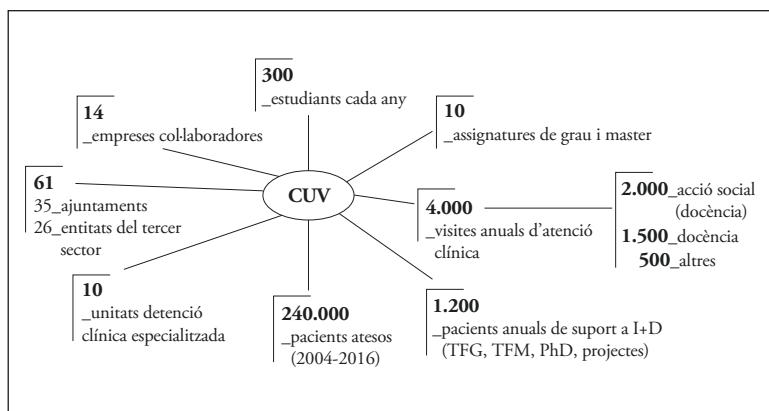 300
_estudiants cada any
14
_empreses col·laboradores
10
_assignatures de grau i master
61
35_ajuntaments
26_entitats del tercer
sector
CUV
4.000
_visites anuals d’atenció
clínica
2.000_acció social
(docència)
1.500_docència
500_altres
10
_unitats detenció
clínica especialitzada
240.000
_pacients atesos
(2004-2016)
1.200
_pacients anuals de suport a I+D
(TFG, TFM, PhD, projectes)